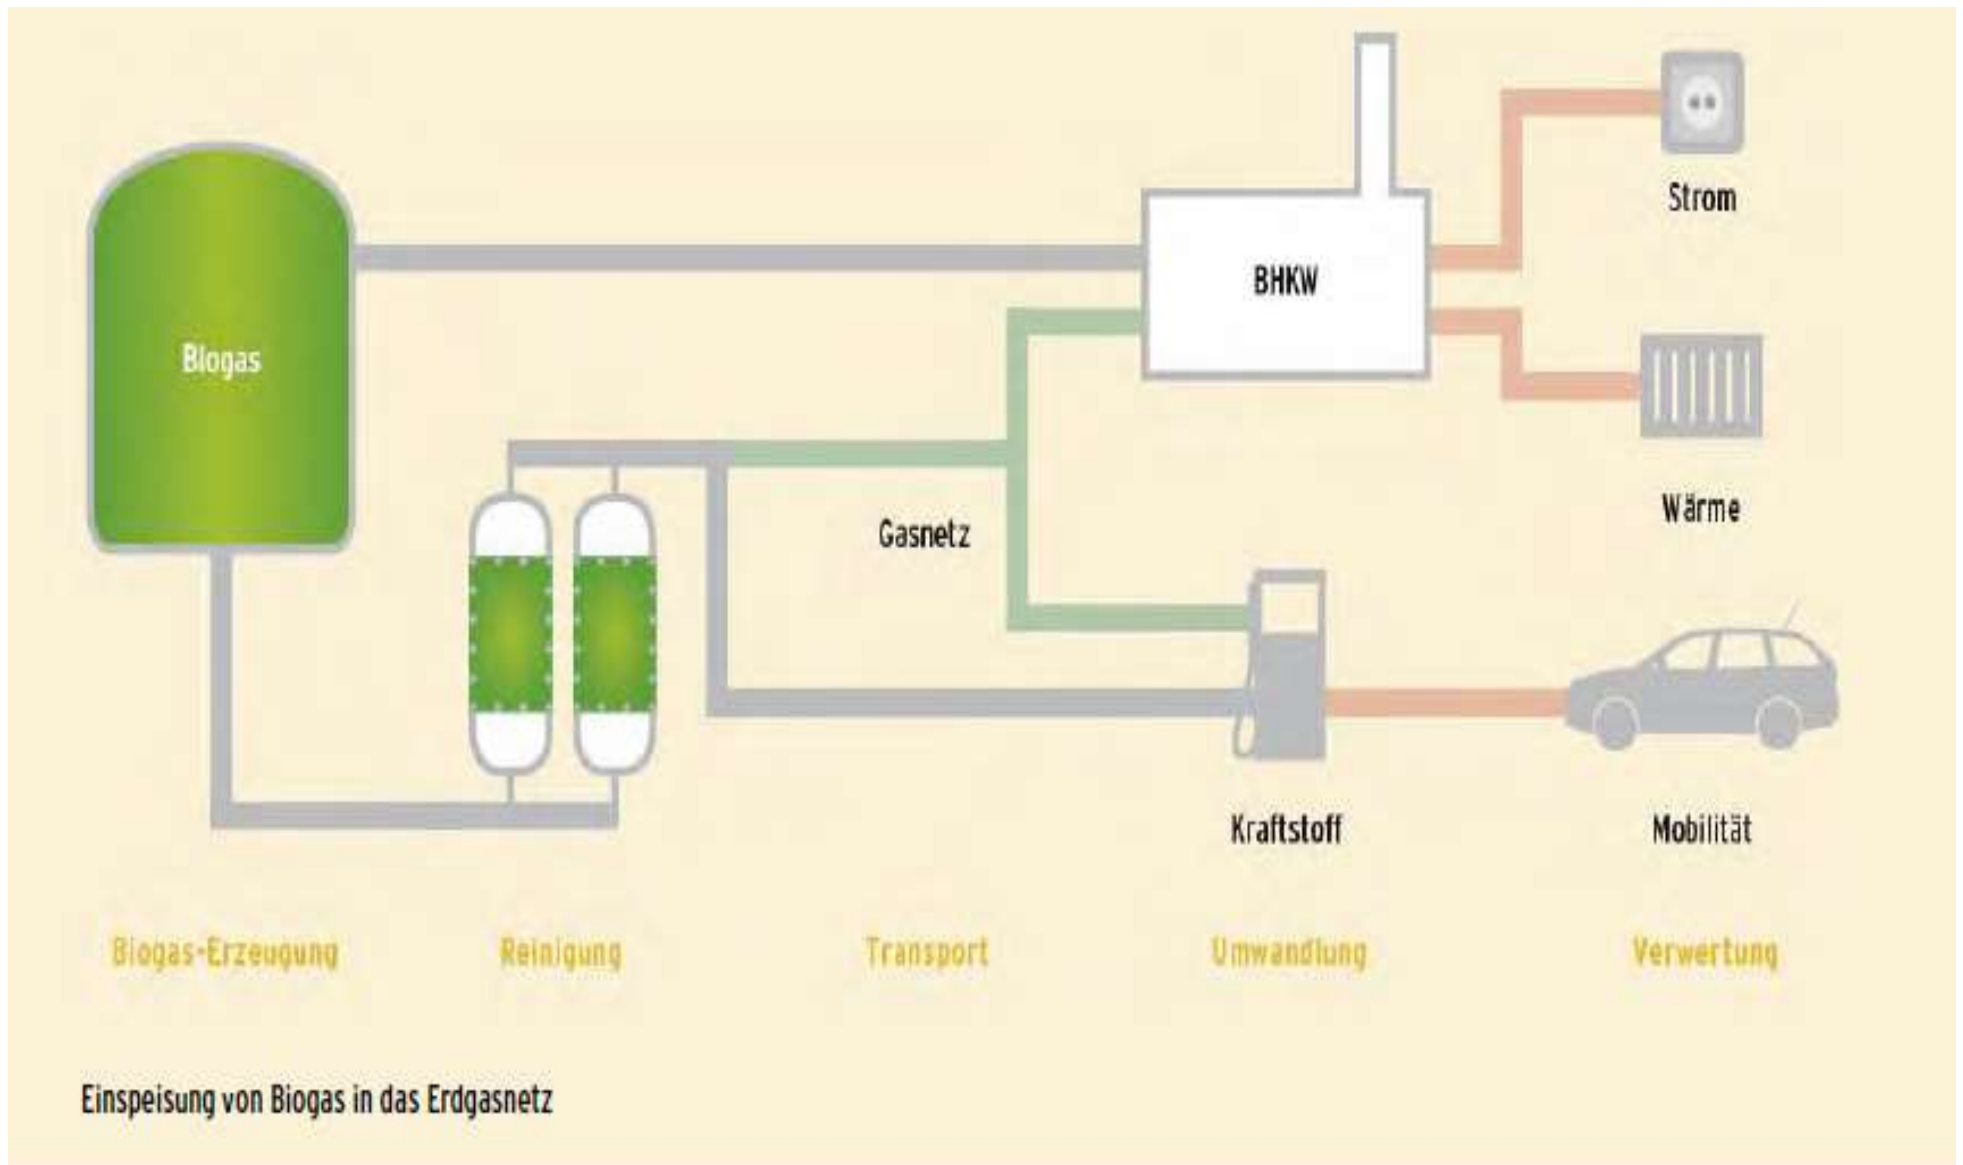 Strom
BHKW
Biogas
Wärme
Gasnetz
Kraftstoff
Mobilität
Biogas-Erzeugung
Reinigung
Transport
Umwandlung
Verwertung
Einspeisung von Biogas in das Erdgasnetz